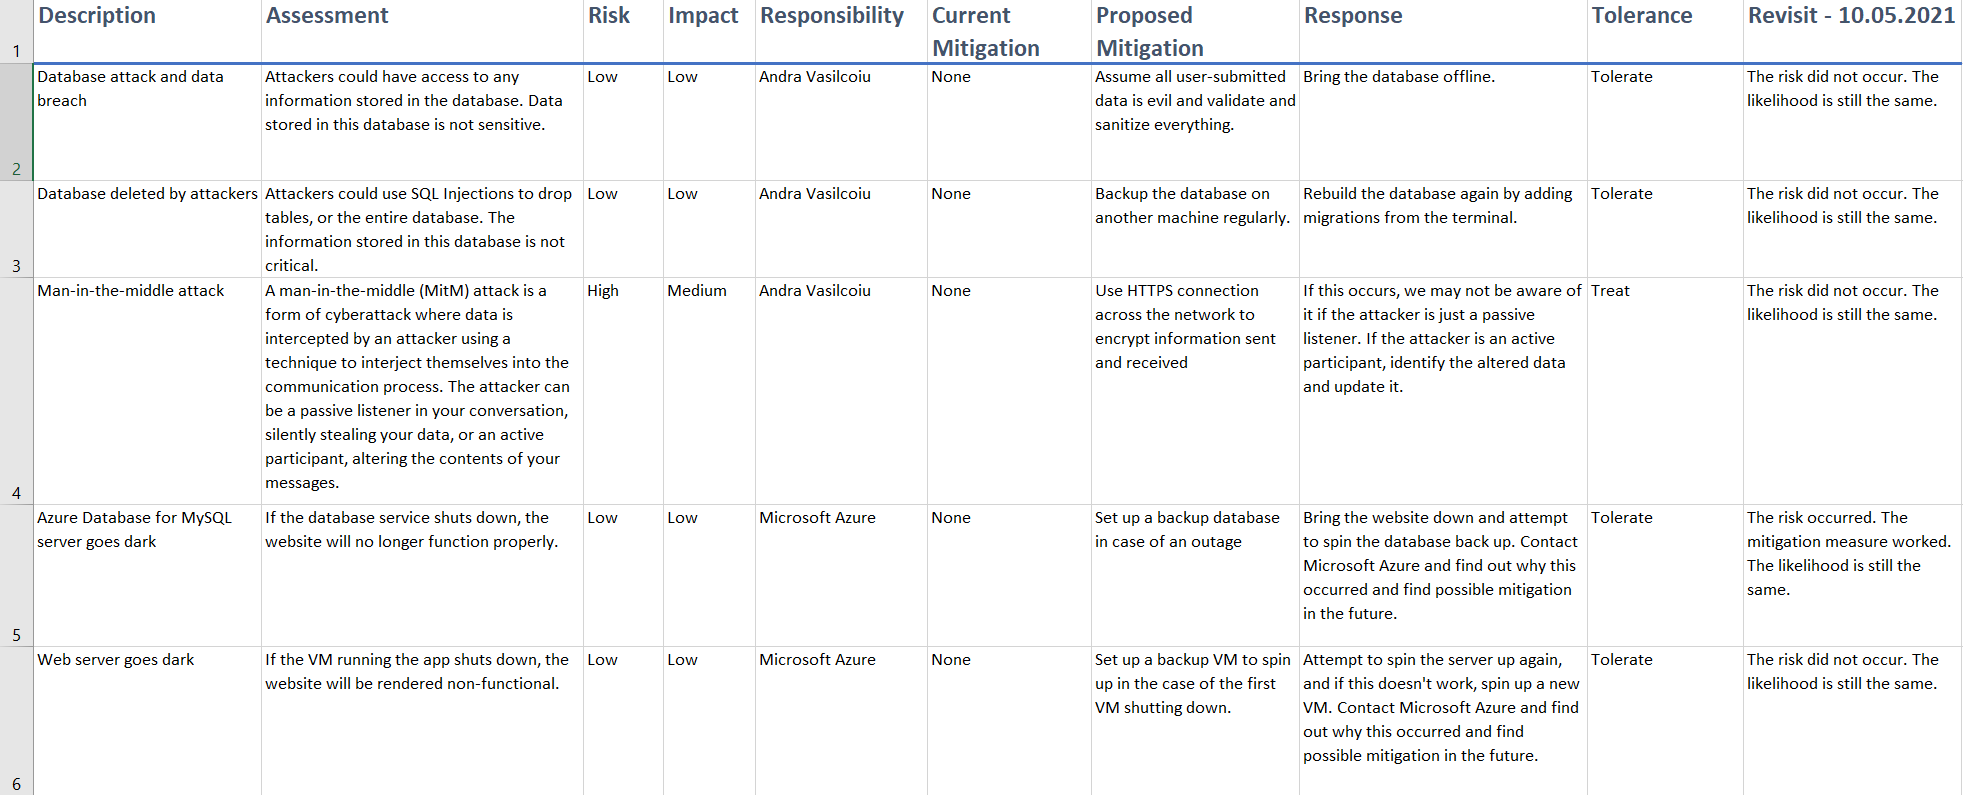 Description
Assessment
Risk
Impact
Responsibility
Current
Mitigation
Proposed
Mitigation
Response
Tolerance
Revisit - 10.05.2021
1
Database attack and data
breach
Attackers could have access to any
information stored in the database. Data
stored in this database is not sensitive.
Low
Low
Andra Vasilcoiu
None
Assume all user-submitted
data is evil and validate and
sanitize everything.
Bring the database offline.
Tolerate
The risk did not occur. The
likelihood is still the same.
2
Database deleted by attackers
Attackers could use SQL Injections to drop
tables, or the entire database. The
information stored in this database is not
critical.
Low
Low
Andra Vasilcoiu
None
Backup the database on
another machine regularly.
Rebuild the database again by adding
migrations from the terminal.
Tolerate
The risk did not occur. The
likelihood is still the same.
3
Man-in-the-middle attack
A man-in-the-middle (MitM) attack is a
form of cyberattack where data is
intercepted by an attacker using a
technique to interject themselves into the
communication process. The attacker can
be a passive listener in your conversation,
silently stealing your data, or an active
participant, altering the contents of your
messages.
High
Medium
Andra Vasilcoiu
None
Use HTTPS connection
across the network to
encrypt information sent
and received
If this occurs, we may not be aware of
it if the attacker is just a passive
listener. If the attacker is an active
participant, identify the altered data
and update it.
Treat
The risk did not occur. The
likelihood is still the same.
4
Azure Database for MySQL
server goes dark
If the database service shuts down, the
website will no longer function properly.
Low
Low
Microsoft Azure
None
Set up a backup database
in case of an outage
Bring the website down and attempt
to spin the database back up. Contact
Microsoft Azure and find out why this
occurred and find possible mitigation
in the future.
Tolerate
The risk occurred. The
mitigation measure worked.
The likelihood is still the
same.
5
Web server goes dark
If the VM running the app shuts down, the
website will be rendered non-functional.
Low
Low
Microsoft Azure
None
Set up a backup VM to spin
up in the case of the first
VM shutting down.
Attempt to spin the server up again,
and if this doesn't work, spin up a new
VM. Contact Microsoft Azure and find
out why this occurred and find
possible mitigation in the future.
Tolerate
The risk did not occur. The
likelihood is still the same.
6